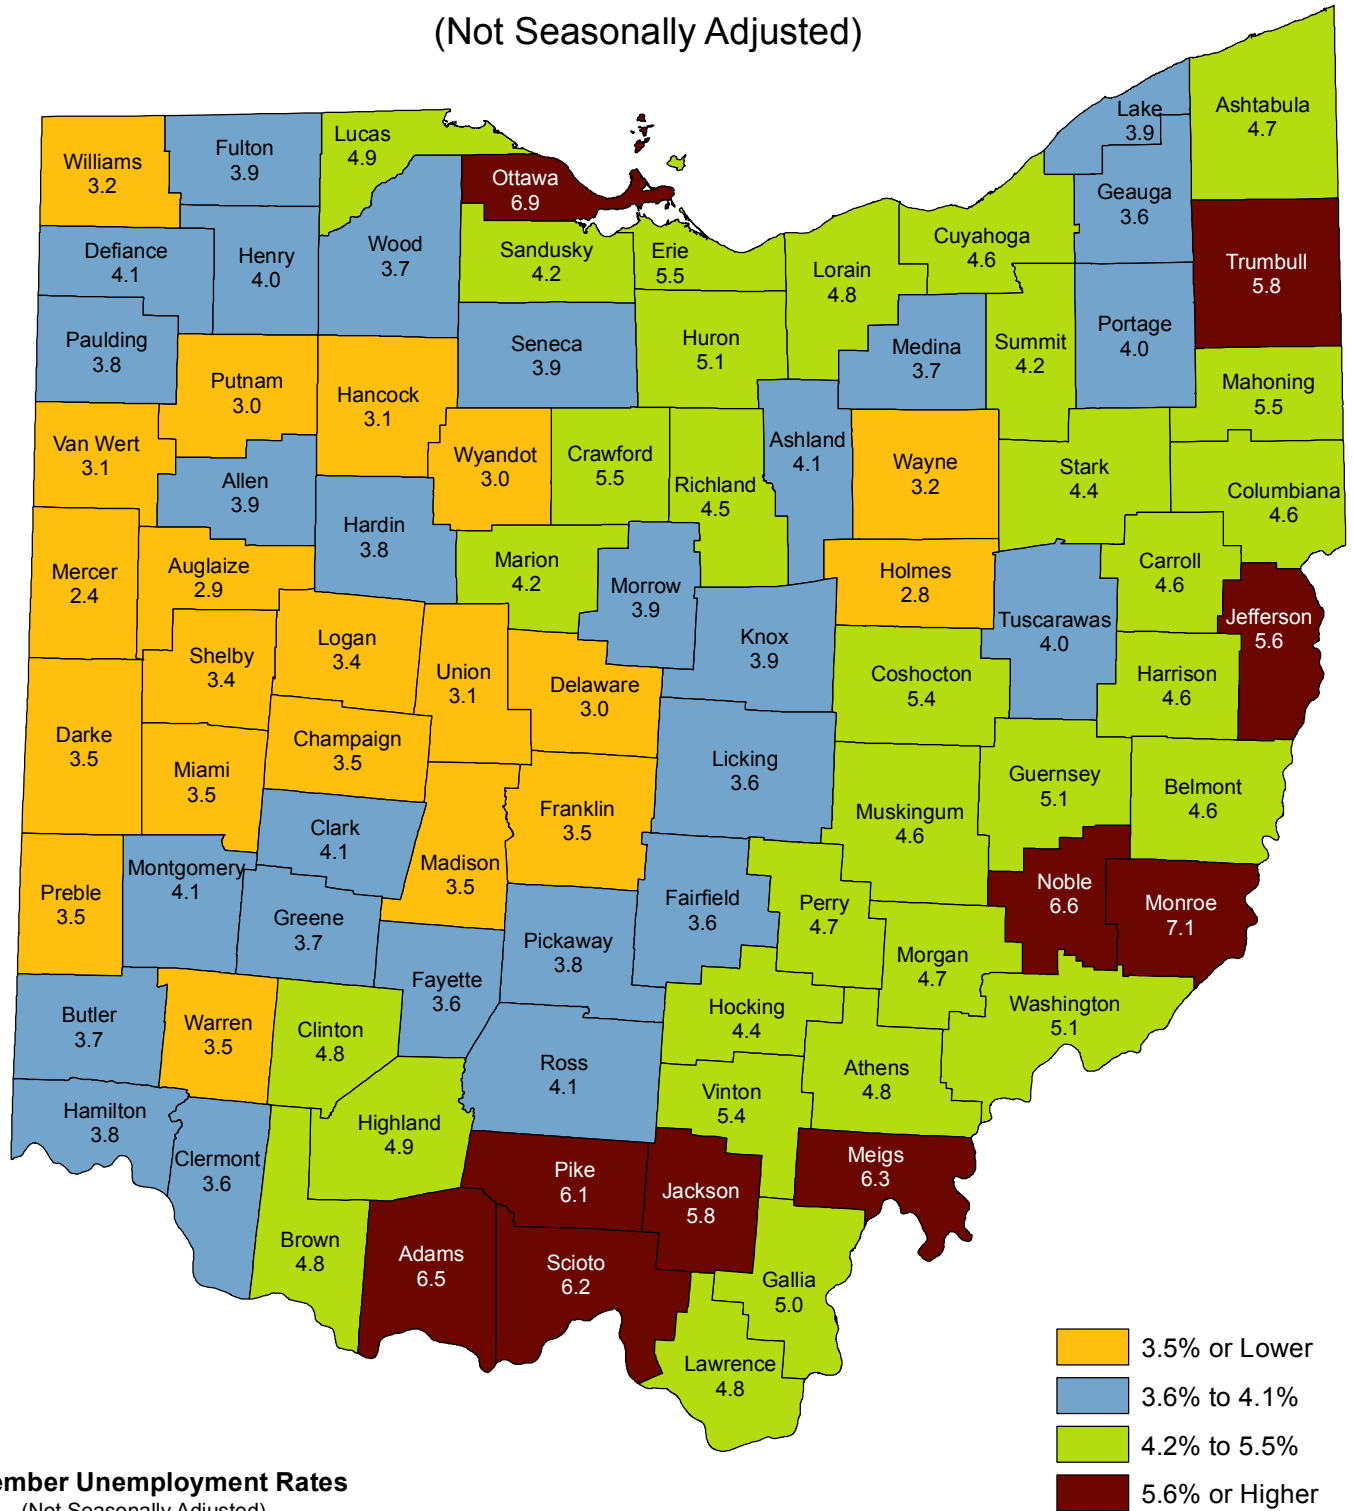 (Not Seasonally Adjusted)
Williams
3.2
Fulton
3.9
Lucas
4.9
Ottawa
6.9
Lake
3.9
Ashtabula
4.7
Geauga
3.6
Defiance
4.1
Henry
4.0
Wood
3.7
Sandusky
4.2
Erie
5.5
Lorain
4.8
Cuyahoga
4.6
Trumbull
5.8
Paulding
3.8
Putnam
3.0
Hancock
3.1
Seneca
3.9
Huron
5.1
Medina
3.7
Summit
4.2
Portage
4.0
Mahoning
5.5
Van Wert
3.1
Allen
3.9
Wyandot
3.0
Crawford
5.5
Richland
4.5
Ashland
4.1
Wayne
3.2
Stark
4.4
Columbiana
4.6
Hardin
3.8
Mercer
2.4
Auglaize
2.9
Marion
4.2
Morrow
3.9
Holmes
2.8
Carroll
4.6
Jefferson
5.6
Tuscarawas
4.0
Shelby
3.4
Logan
3.4
Union
3.1
Delaware
3.0
Knox
3.9
Coshocton
5.4
Harrison
4.6
Darke
3.5
Miami
3.5
Champaign
3.5
Licking
3.6
Guernsey
5.1
Belmont
4.6
Clark
4.1
Madison
3.5
Franklin
3.5
Muskingum
4.6
Preble
3.5
Montgomery
4.1
Greene
3.7
Fairfield
3.6
Perry
4.7
Noble
6.6
Monroe
7.1
Fayette
3.6
Pickaway
3.8
Morgan
4.7
Butler
3.7
Warren
3.5
Clinton
4.8
Hocking
4.4
Washington
5.1
Ross
4.1
Athens
4.8
Hamilton
3.8
Clermont
3.6
Highland
4.9
Vinton
5.4
Pike
6.1
Jackson
5.8
Meigs
6.3
Brown
4.8
Adams
6.5
Scioto
6.2
Gallia
5.0
Lawrence
4.8
3.5% or Lower
3.6% to 4.1%
4.2% to 5.5%
5.6% or Higher
ember Unemployment Rates
(Not Seasonally Adjusted)